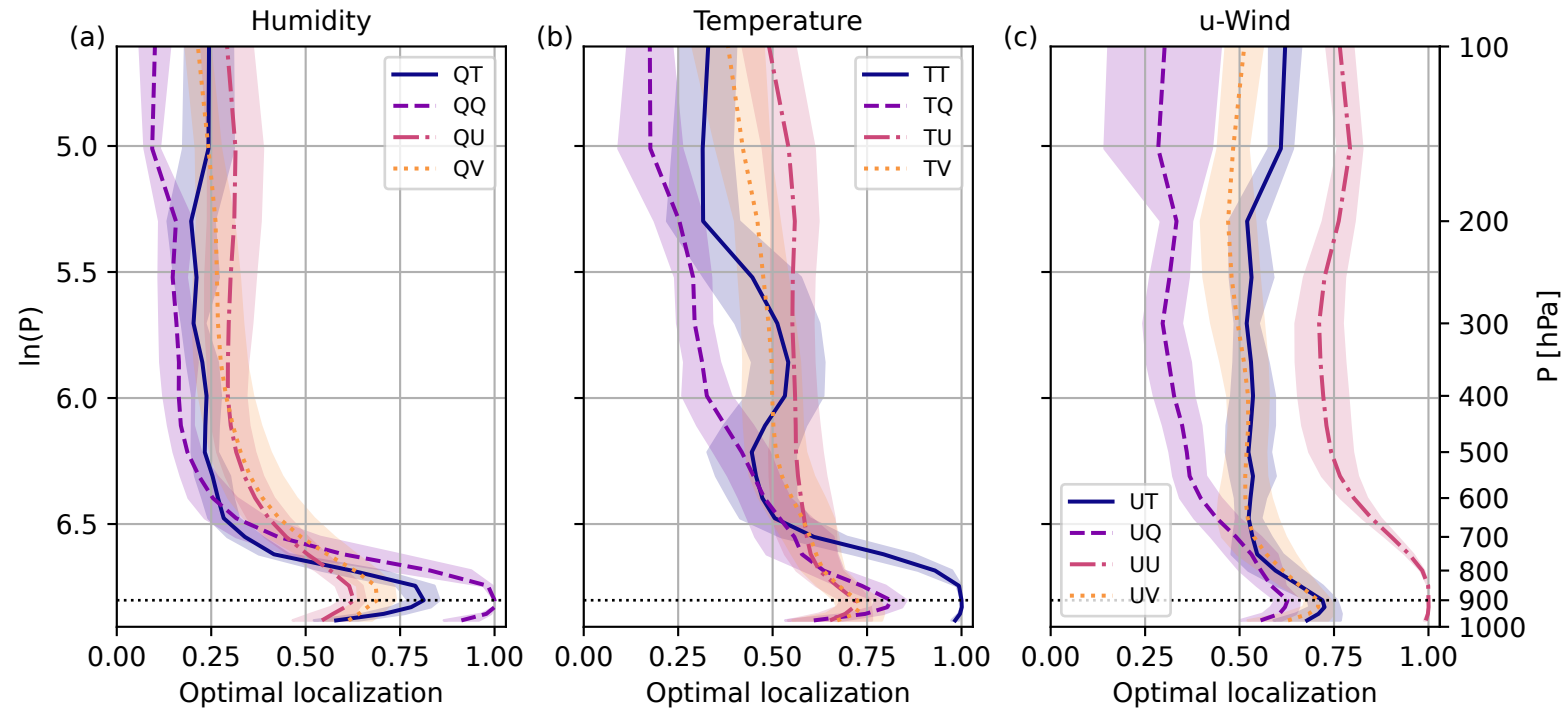 Humidity
Temperature
u-Wind
(a)
(b)
(c)
QT
QQ
QU
QV
TT
TQ
TU
TV
UT
UQ
UU
UV
ln(P)
5.0
5.5
6.0
6.5
P [hPa]
100
200
300
400
500
600
700
800
900
1000
0.00 0.25 0.50 0.75 1.00
0.00 0.25 0.50 0.75 1.00
0.00 0.25 0.50 0.75 1.00
Optimal localization
Optimal localization
Optimal localization